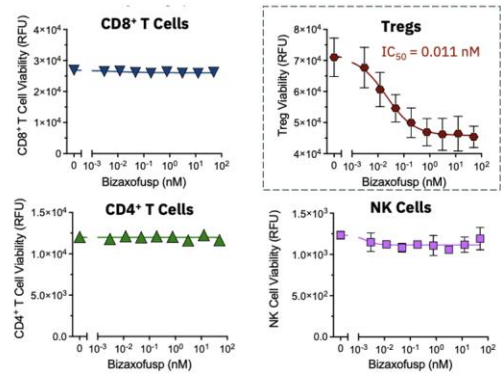 CD8⁺ T Cells
CD8⁺ T Cell Viability (RFU)
4×10⁴
3×10⁴
2×10⁴
1×10⁴
0
0 10⁻³ 10⁻² 10⁻¹ 10⁰ 10¹ 10²
Bizaxofusp (nM)
Tregs
IC₅₀ = 0.011 nM
Treg Viability (RFU)
8×10⁴
7×10⁴
6×10⁴
5×10⁴
4×10⁴
0 10⁻³ 10⁻² 10⁻¹ 10⁰ 10¹ 10²
Bizaxofusp (nM)
CD4⁺ T Cells
CD4⁺ T Cell Viability (RFU)
1.5×10⁴
1.0×10⁴
5.0×10³
0.0
0 10⁻³ 10⁻² 10⁻¹ 10⁰ 10¹ 10²
Bizaxofusp (nM)
NK Cells
NK Cell Viability (RFU)
1.5×10³
1.0×10³
5.0×10²
0.0
0 10⁻³ 10⁻² 10⁻¹ 10⁰ 10¹ 10²
Bizaxofusp (nM)